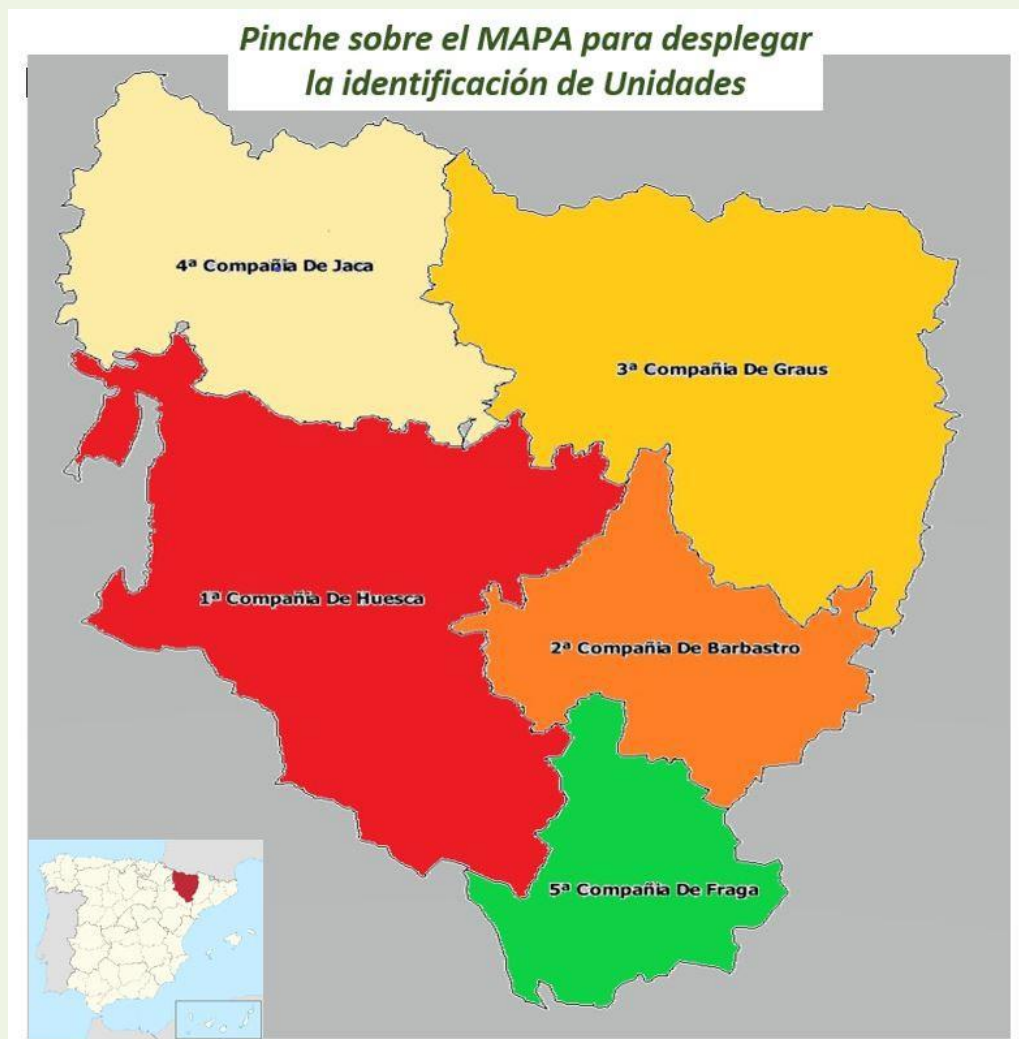 Pinche sobre el MAPA para desplegar
la identificación de Unidades
4ª Compañia De Jaca
3ª Compañia De Graus
1ª Compañia De Huesca
2ª Compañia De Barbastro
5ª Compañia De Fraga